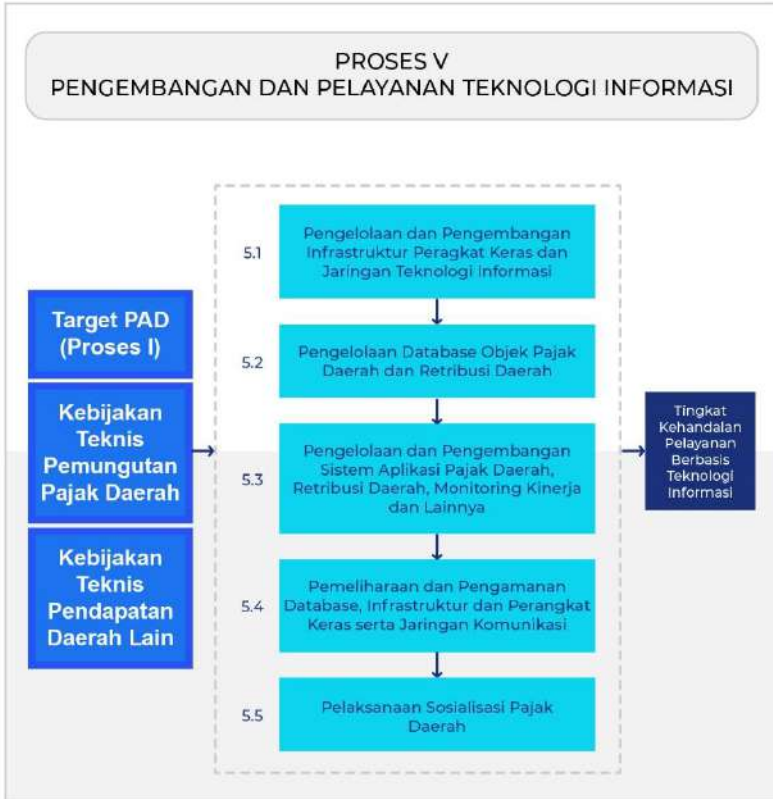 PROSES V
PENGEMBANGAN DAN PELAYANAN TEKNOLOGI INFORMASI
Target PAD
(Proses I)
Kebijakan
Teknis
Pemungutan
Pajak Daerah
Kebijakan
Teknis
Pendapatan
Daerah Lain
5.1
Pengelolaan dan Pengembangan
Infrastruktur Peragkat Keras dan
Jaringan Teknologi Informasi
5.2
Pengelolaan Database Objek Pajak
Daerah dan Retribusi Daerah
5.3
Pengelolaan dan Pengembangan
Sistem Aplikasi Pajak Daerah,
Retribusi Daerah, Monitoring Kinerja
dan Lainnya
5.4
Pemeliharaan dan Pengamanan
Database, Infrastruktur dan Perangkat
Keras serta Jaringan Komunikasi
5.5
Pelaksanaan Sosialisasi Pajak
Daerah
Tingkat
Kehandalan
Pelayanan
Berbasis
Teknologi
Informasi